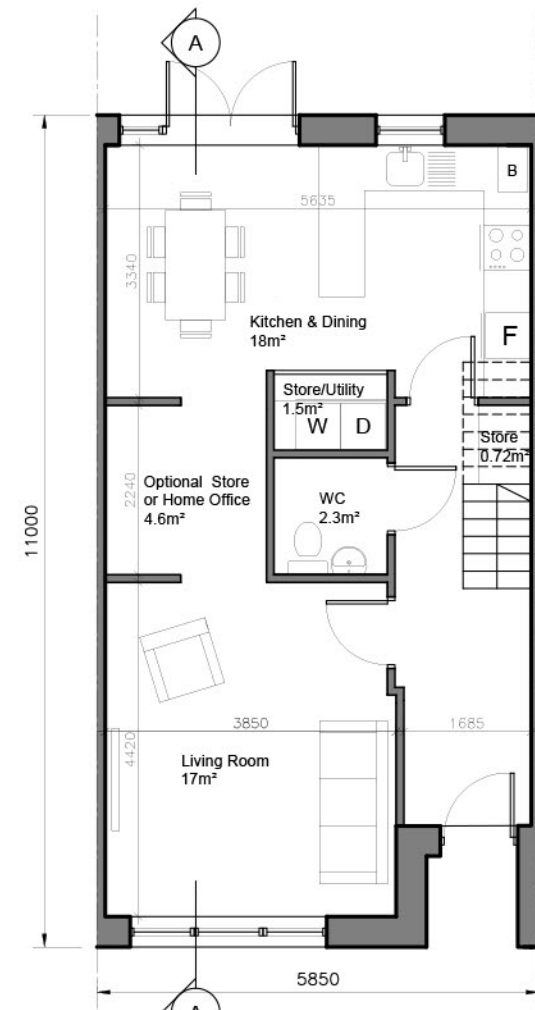 A
B
5635
3340
F
Kitchen & Dining
18m²
Store/Utility
1.5m²
W D
Store
0.72m²
Optional Store
or Home Office
4.6m²
2240
WC
2.3m²
11000
3850
1685
4420
Living Room
17m²
5850
A